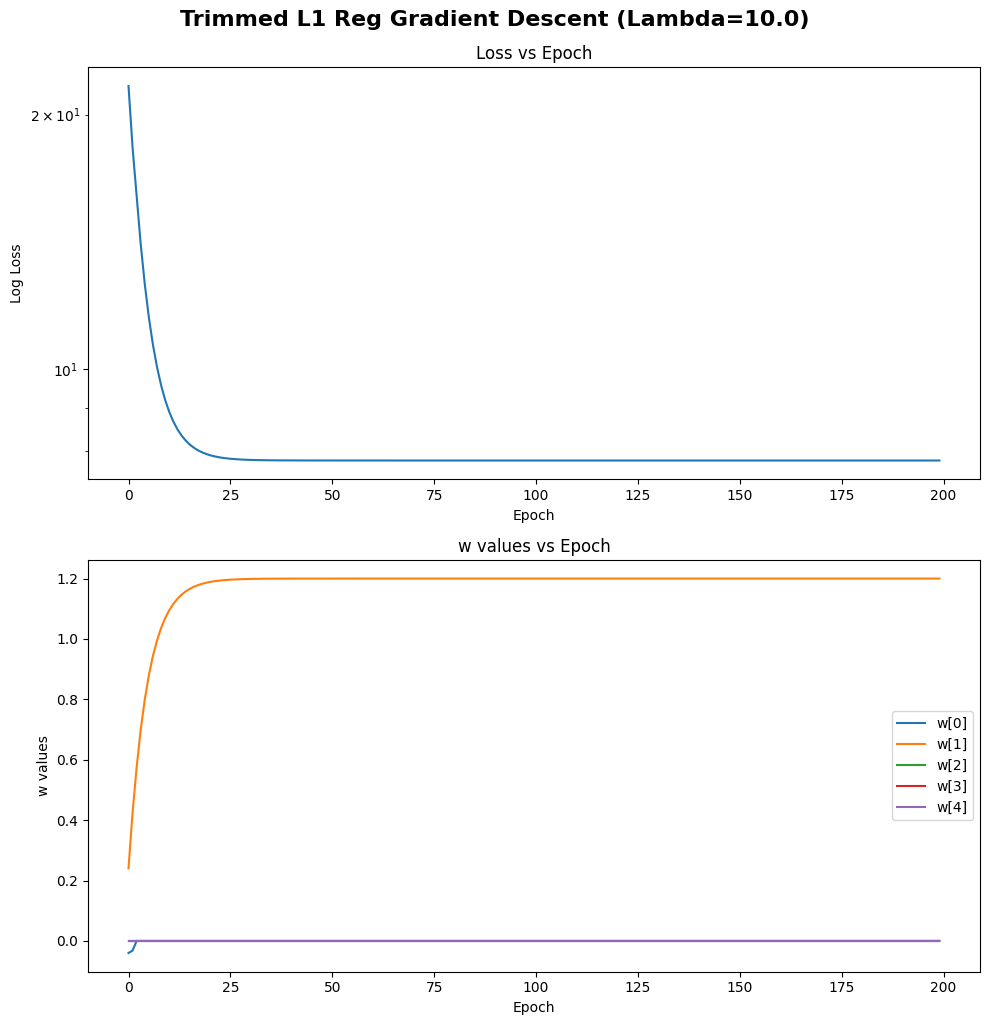 Trimmed L1 Reg Gradient Descent (Lambda=10.0)
Loss vs Epoch
Log Loss
2 × 10¹
10¹
0 25 50 75 100 125 150 175 200
Epoch
w values vs Epoch
w values
1.2
1.0
0.8
0.6
0.4
0.2
0.0
w[0]
w[1]
w[2]
w[3]
w[4]
0 25 50 75 100 125 150 175 200
Epoch